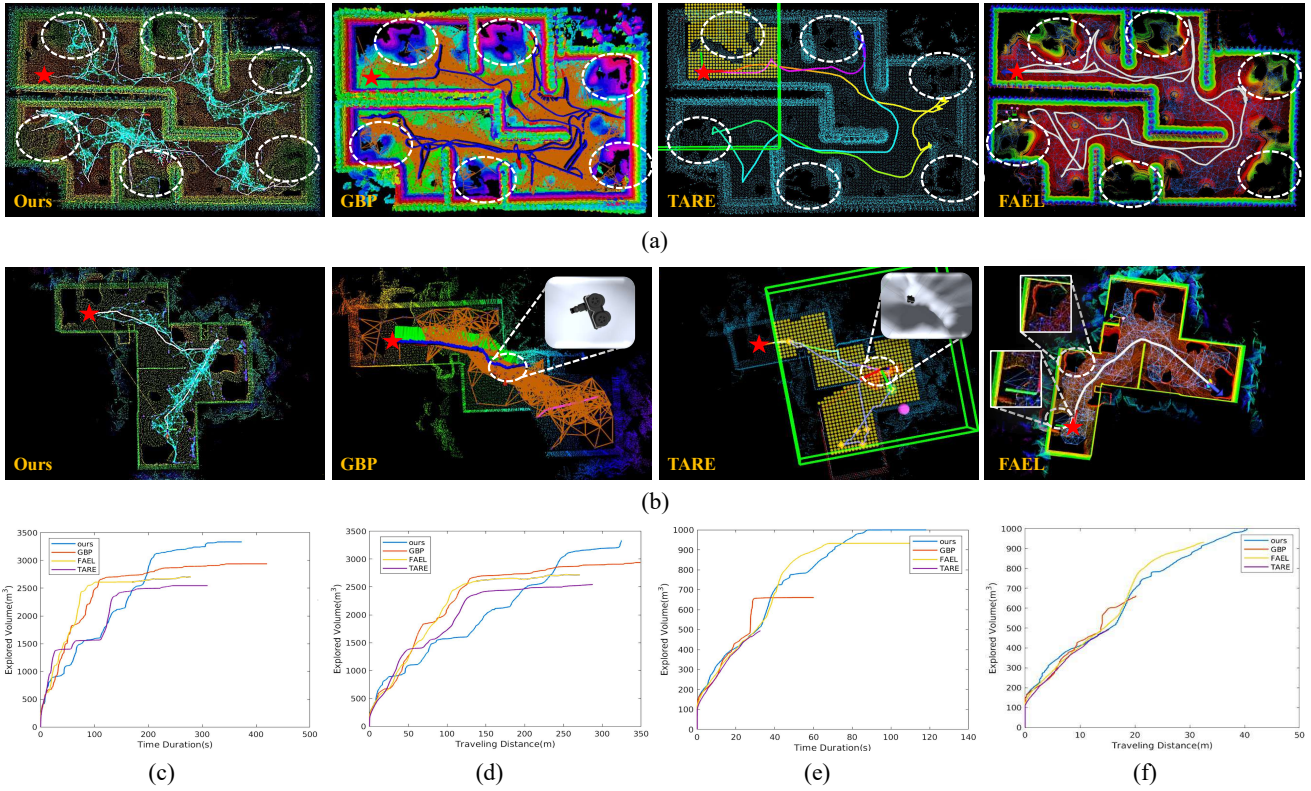 Ours GBP TARE FAEL
(a)
Ours GBP TARE FAEL
(b)
3500
3000
2500
2000
1500
1000
500
0
Explored Volume(m³)
ours
GBP
FAEL
TARE
0 100 200 300 400 500
Time Duration(s)
(c)
3500
3000
2500
2000
1500
1000
500
0
Explored Volume(m³)
ours
GBP
FAEL
TARE
0 50 100 150 200 250 300 350
Traveling Distance(m)
(d)
1000
900
800
700
600
500
400
300
200
100
0
Explored Volume(m³)
ours
GBP
FAEL
TARE
0 20 40 60 80 100 120 140
Time Duration(s)
(e)
1000
900
800
700
600
500
400
300
200
100
0
Explored Volume(m³)
ours
GBP
FAEL
TARE
0 10 20 30 40 50
Traveling Distance(m)
(f)